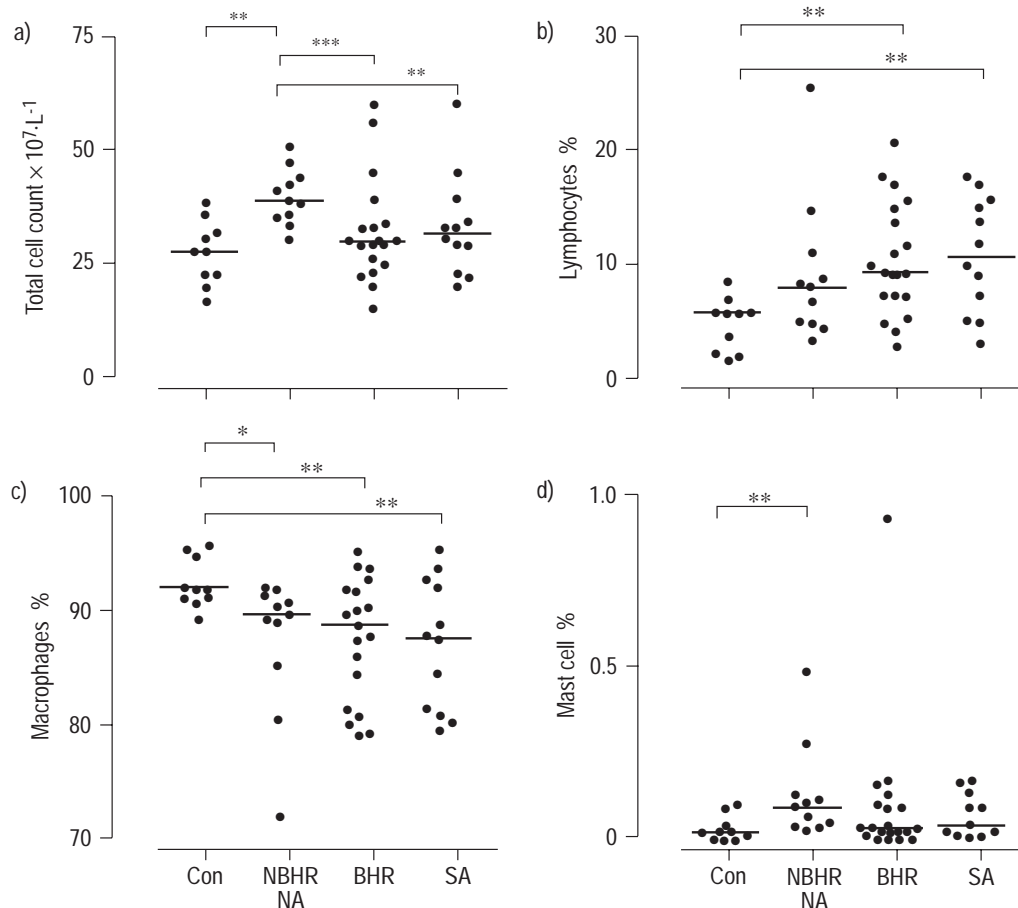 a)
**
***
**
75
50
25
0
Total cell count × 10⁷·L⁻¹
b)
**
**
30
20
10
0
Lymphocytes %
c)
*
**
**
100
90
80
70
Macrophages %
Con NBHR BHR SA
NA
d)
**
1.0
0.5
0
Mast cell %
Con NBHR BHR SA
NA